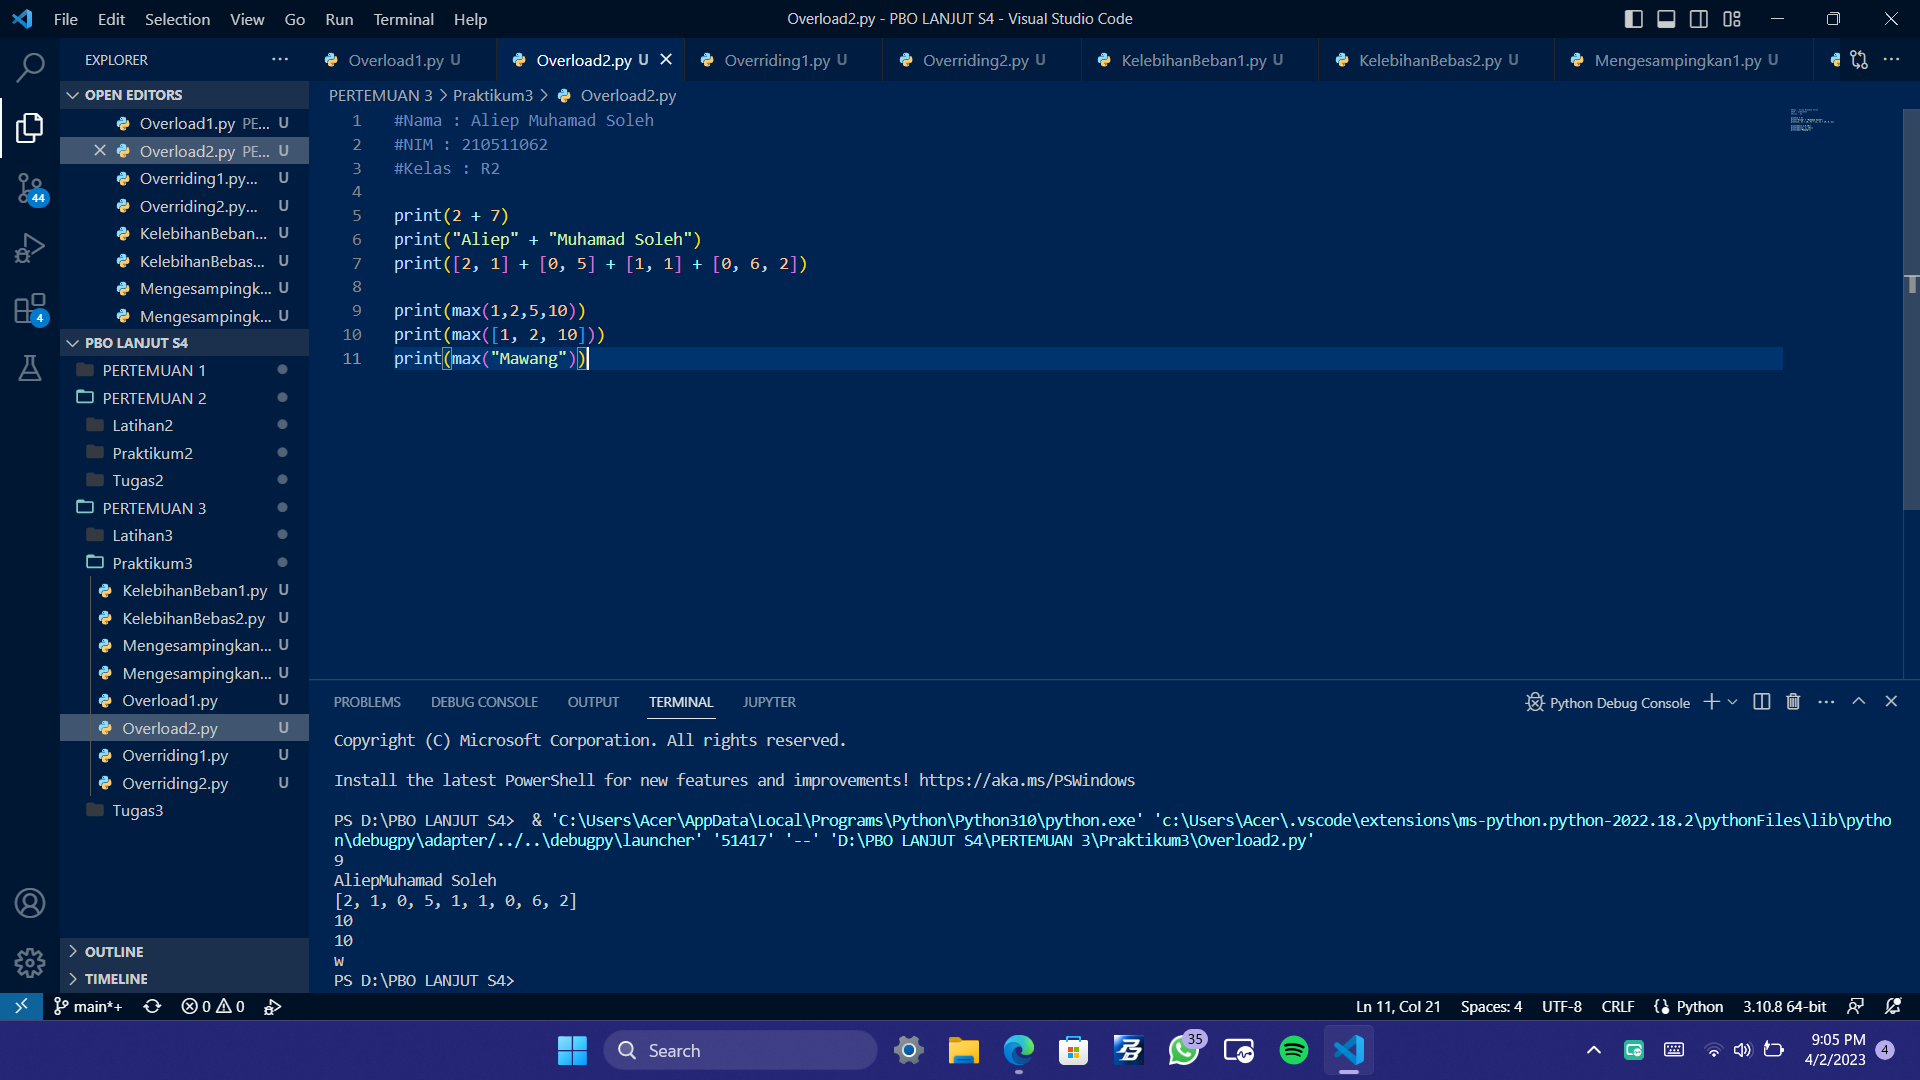 File Edit Selection View Go Run Terminal Help
Overload2.py - PBO LANJUT S4 - Visual Studio Code
EXPLORER
Overload1.py U
Overload2.py U
Overriding1.py U
Overriding2.py U
KelebihanBeban1.py U
KelebihanBebas2.py U
Mengesampingkan1.py U
OPEN EDITORS
Overload1.py PE... U
Overload2.py PE... U
Overriding1.py... U
Overriding2.py... U
KelebihanBeban... U
KelebihanBebas... U
Mengesampingk... U
Mengesampingk... U
44
4
PBO LANJUT S4
PERTEMUAN 1
PERTEMUAN 2
Latihan2
Praktikum2
Tugas2
PERTEMUAN 3
Latihan3
Praktikum3
KelebihanBeban1.py U
KelebihanBebas2.py U
Mengesampingkan... U
Mengesampingkan... U
Overload1.py U
Overload2.py U
Overriding1.py U
Overriding2.py U
Tugas3
OUTLINE
TIMELINE
PERTEMUAN 3 > Praktikum3 > Overload2.py
1 #Nama : Aliep Muhamad Soleh
2 #NIM : 210511062
3 #Kelas : R2
4
5 print(2 + 7)
6 print("Aliep" + "Muhamad Soleh")
7 print([2, 1] + [0, 5] + [1, 1] + [0, 6, 2])
8
9 print(max(1,2,5,10))
10 print(max([1, 2, 10]))
11 print(max("Mawang"))
PROBLEMS DEBUG CONSOLE OUTPUT TERMINAL JUPYTER
Python Debug Console
Copyright (C) Microsoft Corporation. All rights reserved.
Install the latest PowerShell for new features and improvements! https://aka.ms/PSWindows
PS D:\PBO LANJUT S4>  & 'C:\Users\Acer\AppData\Local\Programs\Python\Python310\python.exe' 'c:\Users\Acer\.vscode\extensions\ms-python.python-2022.18.2\pythonFiles\lib\pytho
n\debugpy\adapter/../..\debugpy\launcher' '51417' '--' 'D:\PBO LANJUT S4\PERTEMUAN 3\Praktikum3\Overload2.py'
9
AliepMuhamad Soleh
[2, 1, 0, 5, 1, 1, 0, 6, 2]
10
10
w
PS D:\PBO LANJUT S4>
main*+ 0 0
Ln 11, Col 21 Spaces: 4 UTF-8 CRLF Python 3.10.8 64-bit
Search
35
9:05 PM
4/2/2023
4